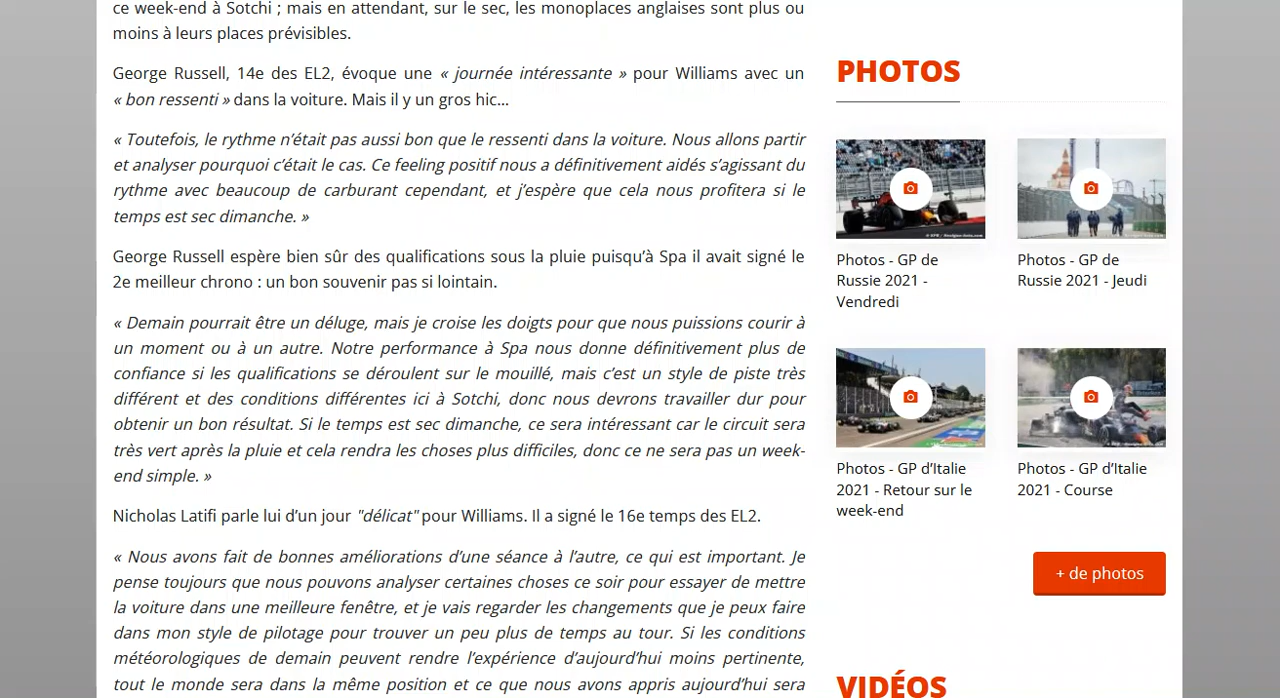 ce week-end à Sotchi ; mais en attendant, sur le sec, les monoplaces anglaises sont plus ou
moins à leurs places prévisibles.
George Russell, 14e des EL2, évoque une « journée intéressante » pour Williams avec un
« bon ressenti » dans la voiture. Mais il y un gros hic...
« Toutefois, le rythme n’était pas aussi bon que le ressenti dans la voiture. Nous allons partir
et analyser pourquoi c’était le cas. Ce feeling positif nous a définitivement aidés s’agissant du
rythme avec beaucoup de carburant cependant, et j’espère que cela nous profitera si le
temps est sec dimanche. »
George Russell espère bien sûr des qualifications sous la pluie puisqu’à Spa il avait signé le
2e meilleur chrono : un bon souvenir pas si lointain.
« Demain pourrait être un déluge, mais je croise les doigts pour que nous puissions courir à
un moment ou à un autre. Notre performance à Spa nous donne définitivement plus de
confiance si les qualifications se déroulent sur le mouillé, mais c’est un style de piste très
différent et des conditions différentes ici à Sotchi, donc nous devrons travailler dur pour
obtenir un bon résultat. Si le temps est sec dimanche, ce sera intéressant car le circuit sera
très vert après la pluie et cela rendra les choses plus difficiles, donc ce ne sera pas un week-
end simple. »
Nicholas Latifi parle lui d’un jour "délicat" pour Williams. Il a signé le 16e temps des EL2.
« Nous avons fait de bonnes améliorations d’une séance à l’autre, ce qui est important. Je
pense toujours que nous pouvons analyser certaines choses ce soir pour essayer de mettre
la voiture dans une meilleure fenêtre, et je vais regarder les changements que je peux faire
dans mon style de pilotage pour trouver un peu plus de temps au tour. Si les conditions
météorologiques de demain peuvent rendre l’expérience d’aujourd’hui moins pertinente,
tout le monde sera dans la même position et ce que nous avons appris aujourd’hui sera
PHOTOS
Photos - GP de
Russie 2021 -
Vendredi
Photos - GP de
Russie 2021 - Jeudi
Photos - GP d’Italie
2021 - Retour sur le
week-end
Photos - GP d’Italie
2021 - Course
+ de photos
VIDÉOS